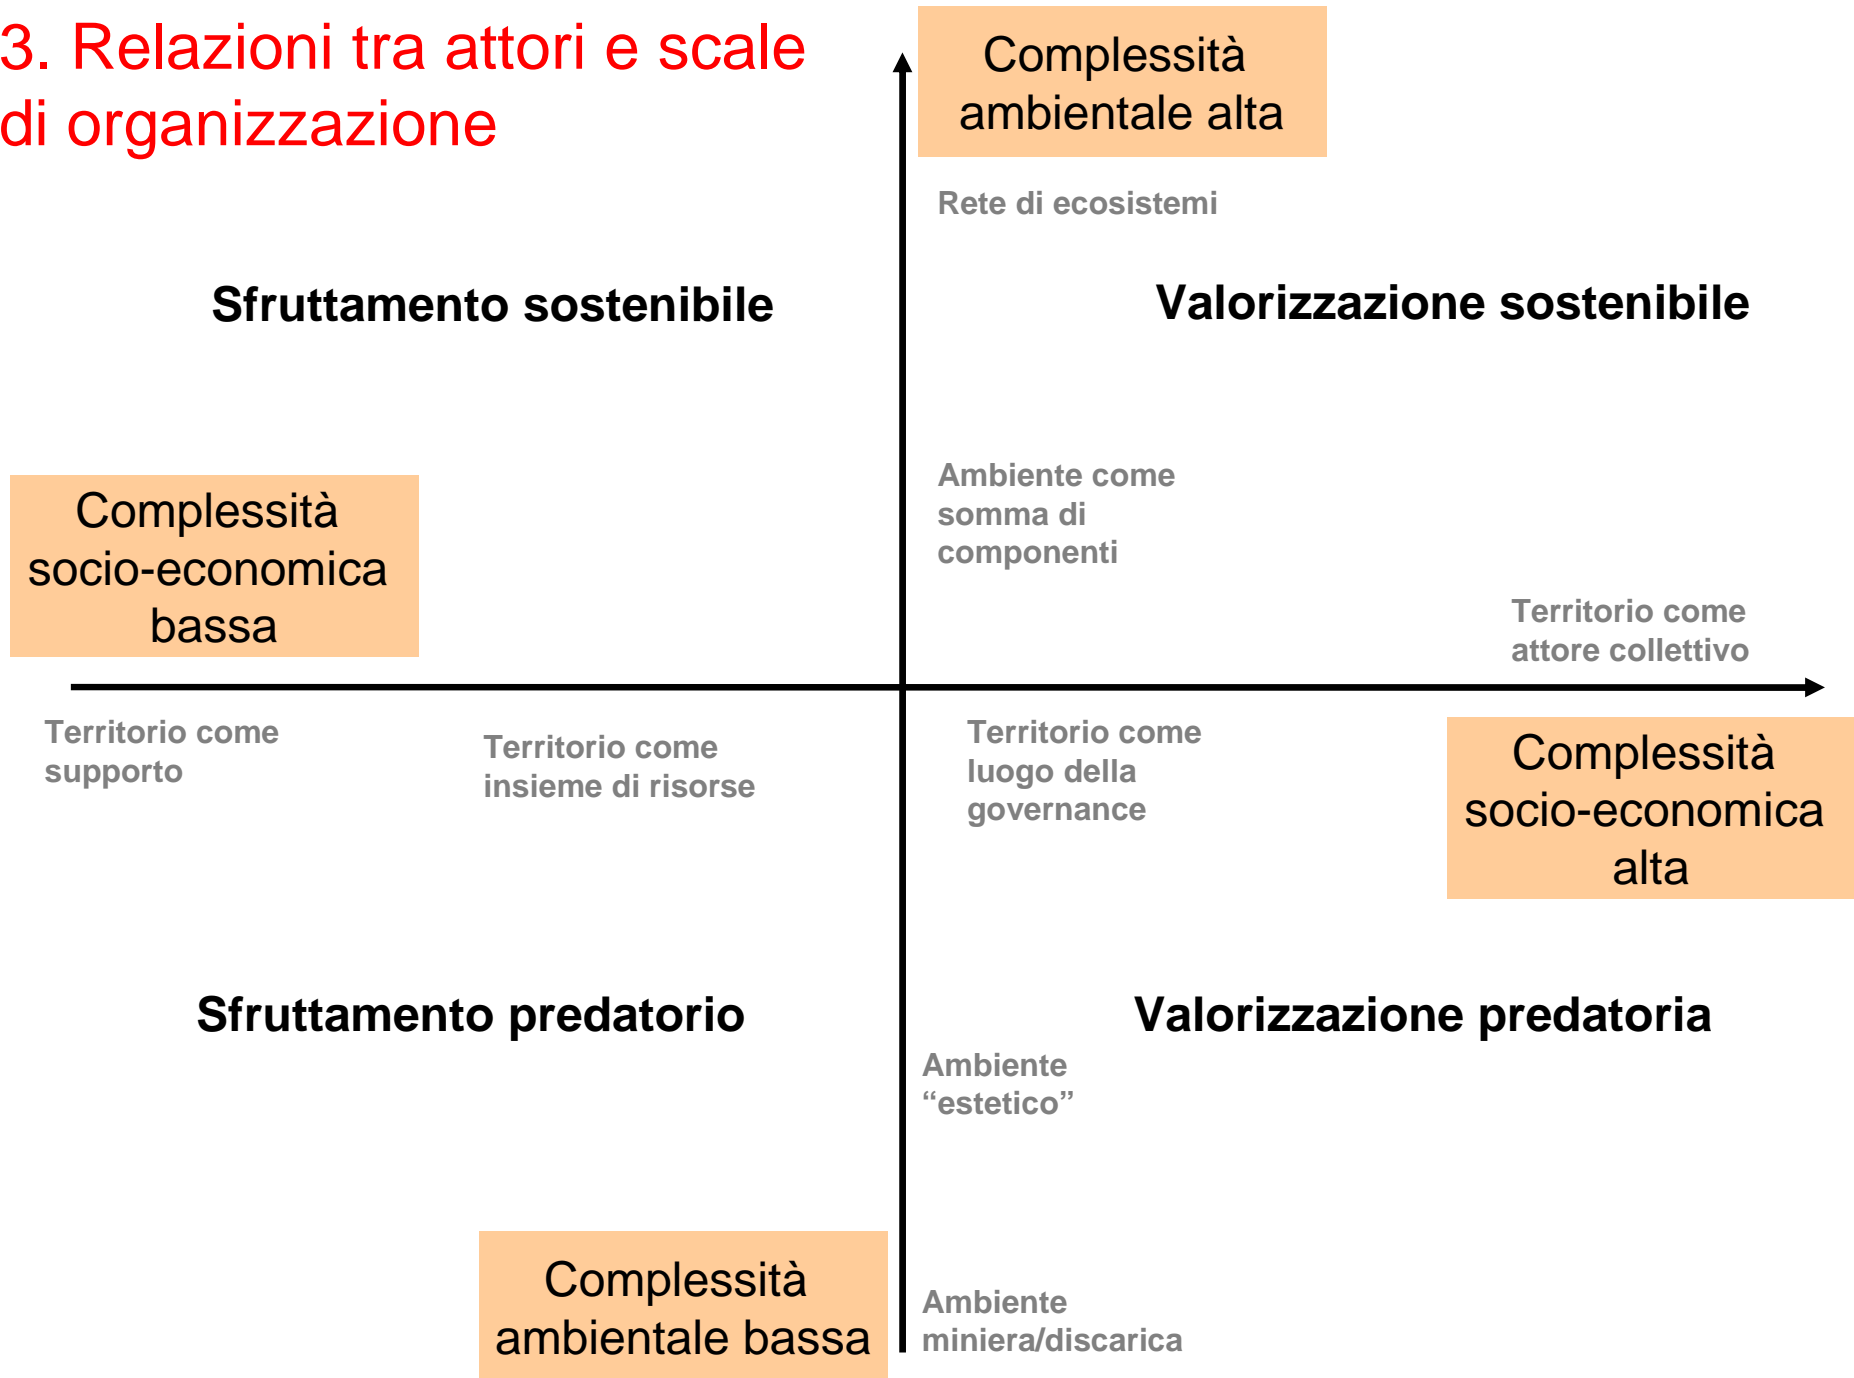 3. Relazioni tra attori e scale
di organizzazione
Complessità
ambientale alta
Rete di ecosistemi
Sfruttamento sostenibile
Valorizzazione sostenibile
Ambiente come
somma di
componenti
Complessità
socio-economica
bassa
Territorio come
attore collettivo
Territorio come
supporto
Territorio come
insieme di risorse
Territorio come
luogo della
governance
Complessità
socio-economica
alta
Sfruttamento predatorio
Valorizzazione predatoria
Ambiente
“estetico”
Complessità
ambientale bassa
Ambiente
miniera/discarica